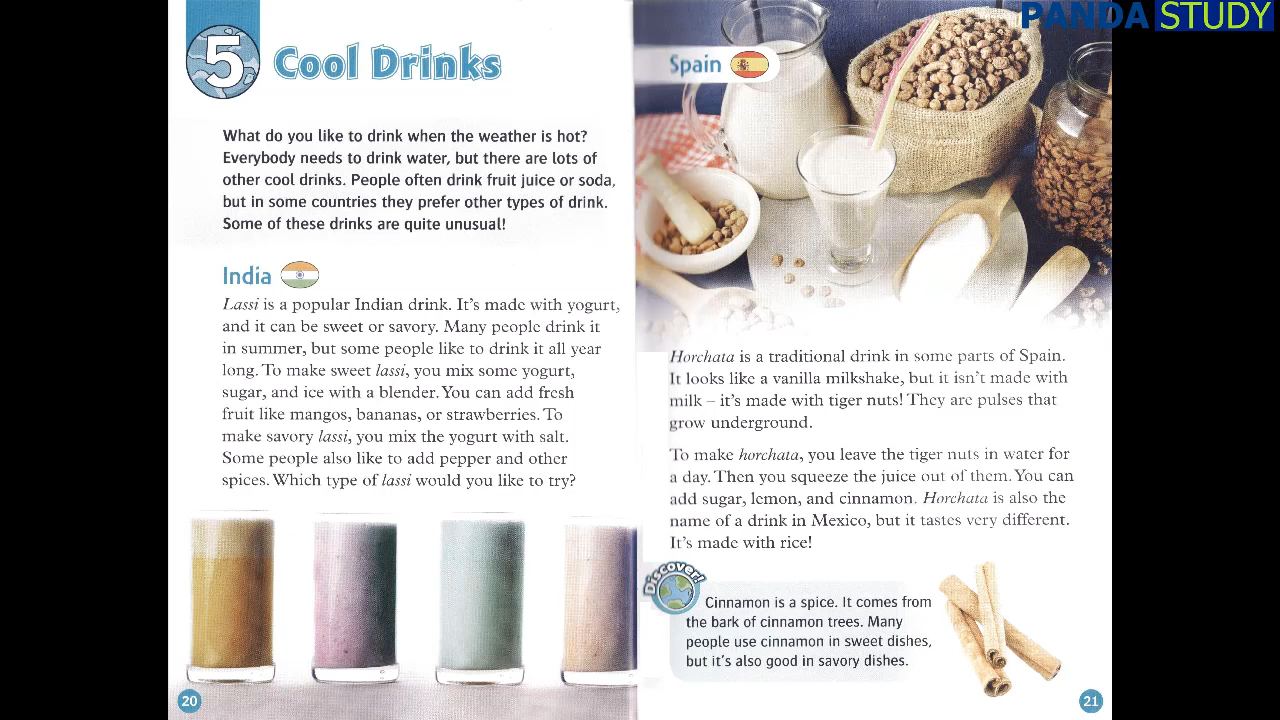 5 Cool Drinks
What do you like to drink when the weather is hot?
Everybody needs to drink water, but there are lots of
other cool drinks. People often drink fruit juice or soda,
but in some countries they prefer other types of drink.
Some of these drinks are quite unusual!
India
Lassi is a popular Indian drink. It's made with yogurt,
and it can be sweet or savory. Many people drink it
in summer, but some people like to drink it all year
long. To make sweet lassi, you mix some yogurt,
sugar, and ice with a blender. You can add fresh
fruit like mangos, bananas, or strawberries. To
make savory lassi, you mix the yogurt with salt.
Some people also like to add pepper and other
spices. Which type of lassi would you like to try?
20
PANDA STUDY
Spain
Horchata is a traditional drink in some parts of Spain.
It looks like a vanilla milkshake, but it isn't made with
milk – it's made with tiger nuts! They are pulses that
grow underground.
To make horchata, you leave the tiger nuts in water for
a day. Then you squeeze the juice out of them. You can
add sugar, lemon, and cinnamon. Horchata is also the
name of a drink in Mexico, but it tastes very different.
It's made with rice!
Discover!
Cinnamon is a spice. It comes from
the bark of cinnamon trees. Many
people use cinnamon in sweet dishes,
but it's also good in savory dishes.
21